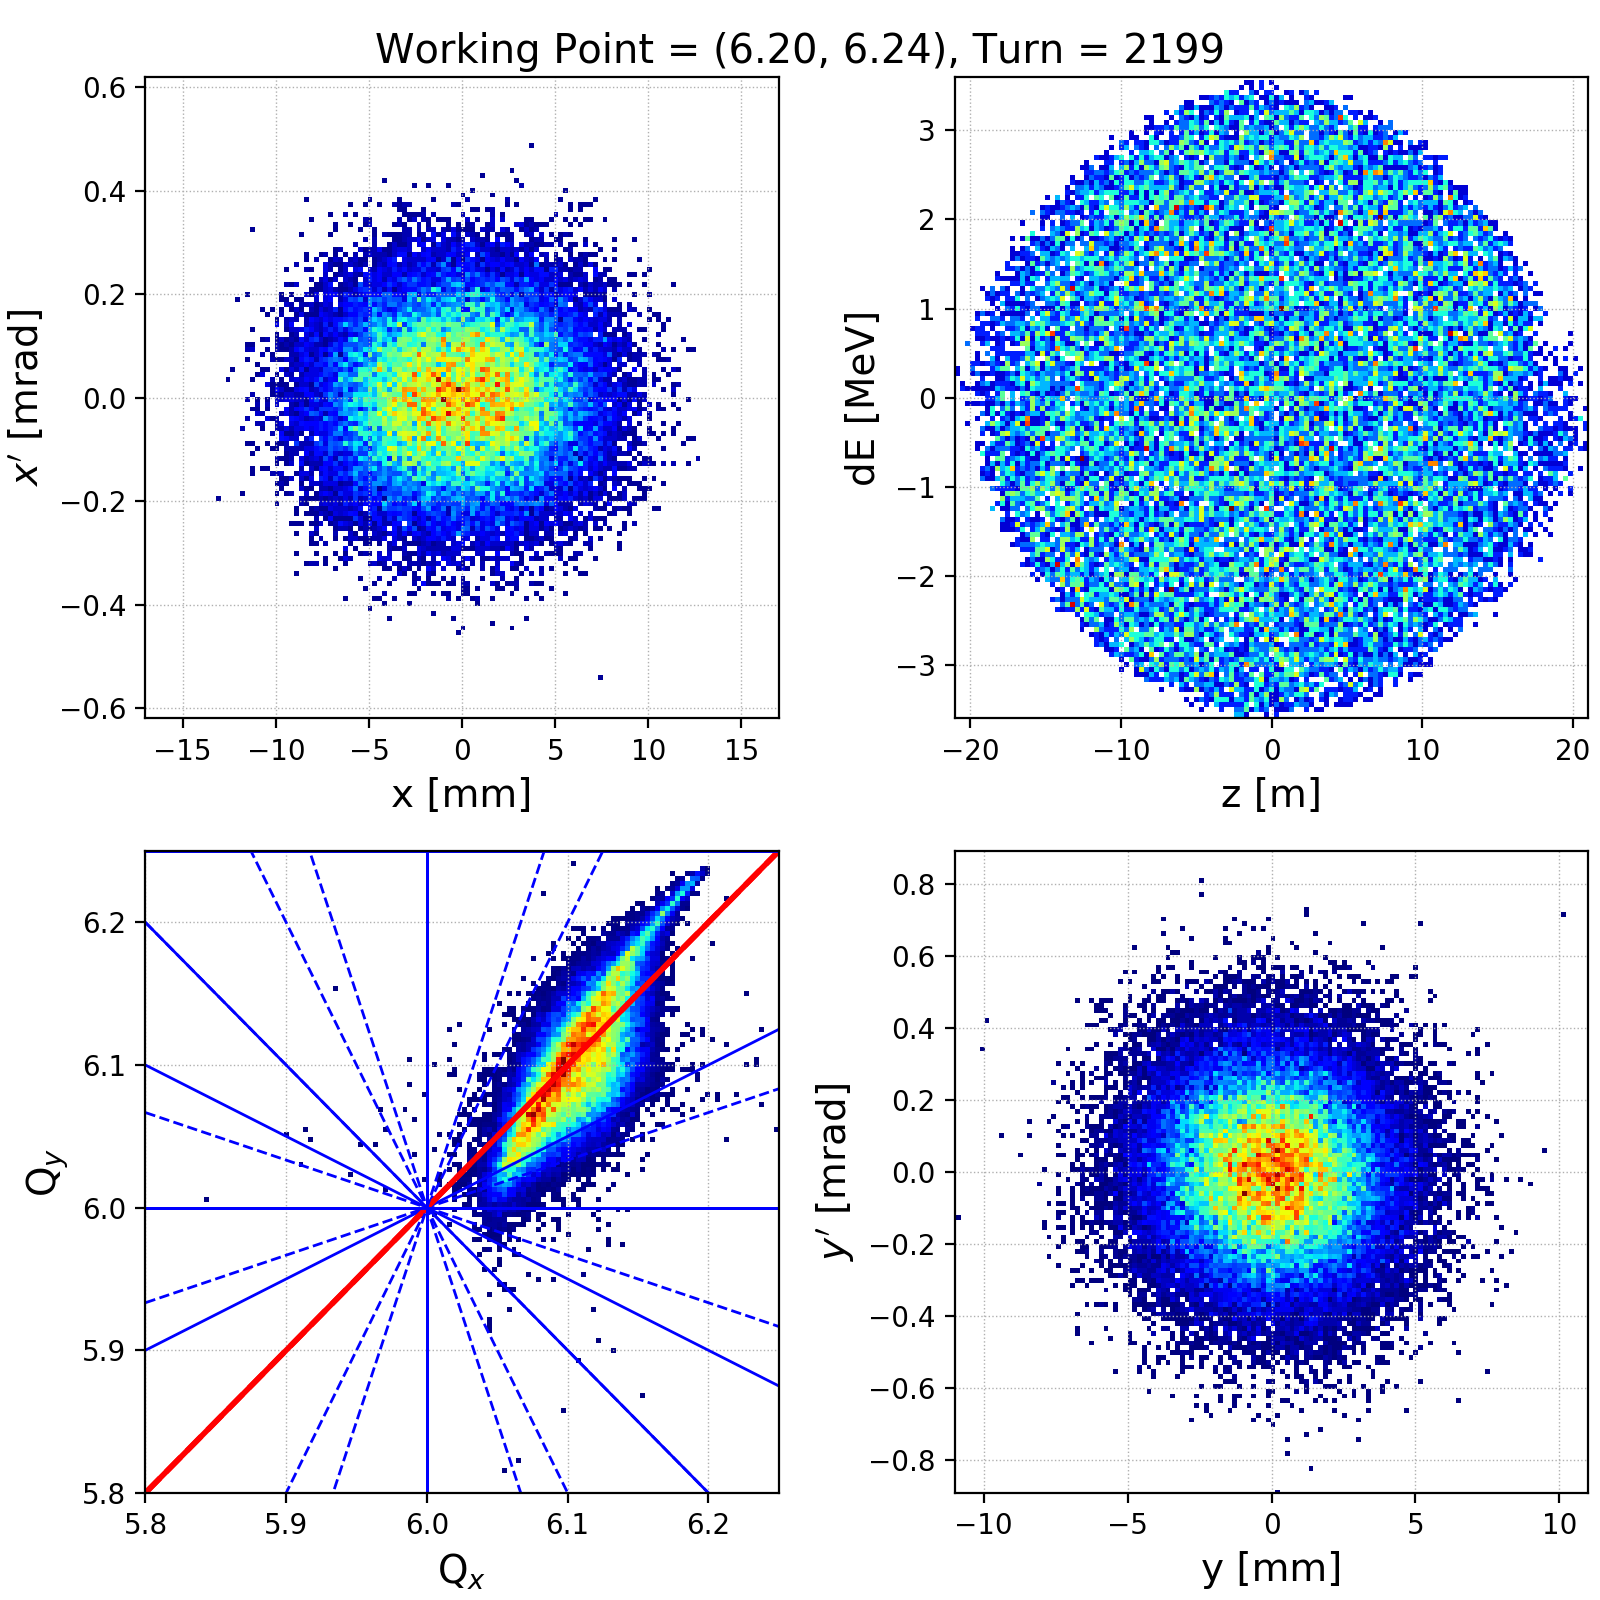 Working Point = (6.20, 6.24), Turn = 2199
0.6
0.4
0.2
0.0
−0.2
−0.4
−0.6
x′ [mrad]
−15 −10 −5 0 5 10 15
x [mm]
3
2
1
0
−1
−2
−3
dE [MeV]
−20 −10 0 10 20
z [m]
6.2
6.1
6.0
5.9
5.8
Qy
5.8 5.9 6.0 6.1 6.2
Qx
0.8
0.6
0.4
0.2
0.0
−0.2
−0.4
−0.6
−0.8
y′ [mrad]
−10 −5 0 5 10
y [mm]